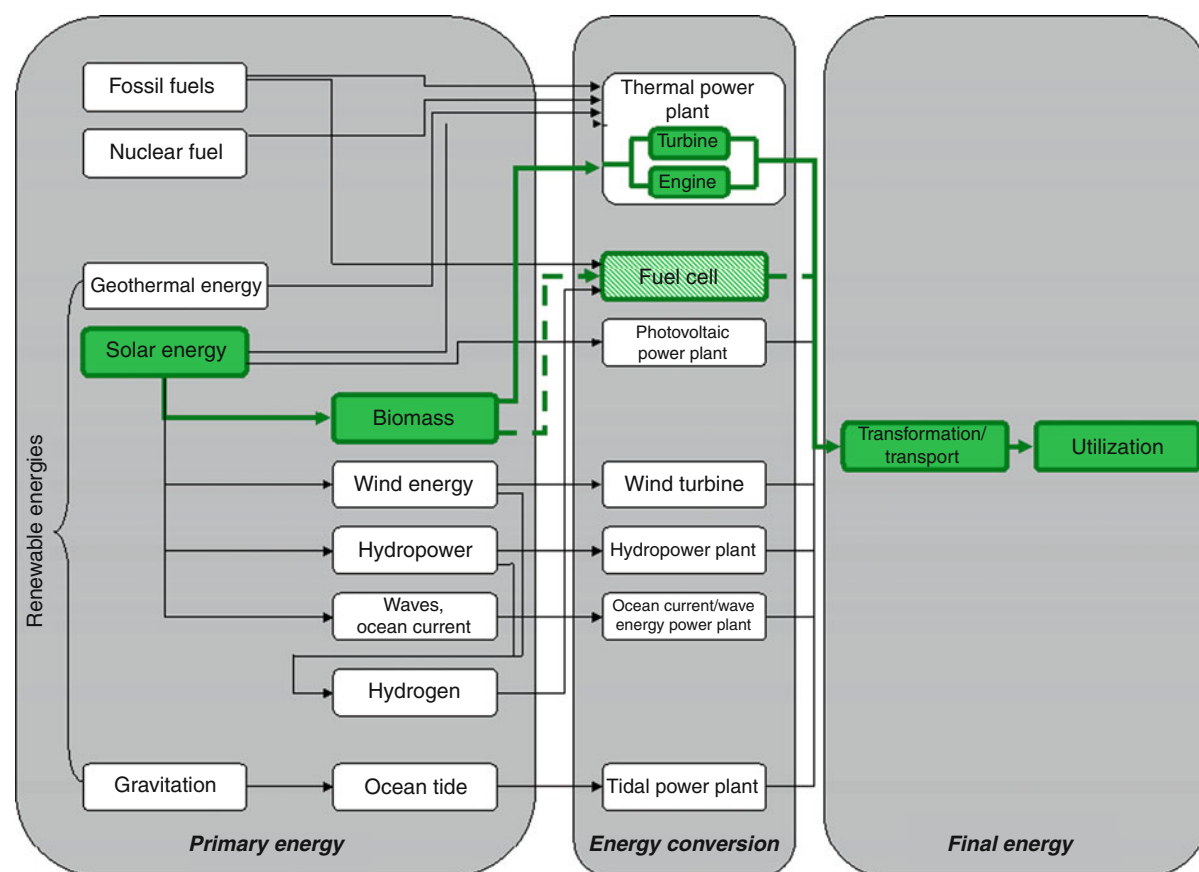 Fossil fuels
Nuclear fuel
Geothermal energy
Solar energy
Renewable energies
Biomass
Wind energy
Hydropower
Waves,
ocean current
Hydrogen
Gravitation
Ocean tide
Primary energy
Thermal power
plant
Turbine
Engine
Fuel cell
Photovoltaic
power plant
Wind turbine
Hydropower plant
Ocean current/wave
energy power plant
Tidal power plant
Energy conversion
Transformation/
transport
Utilization
Final energy